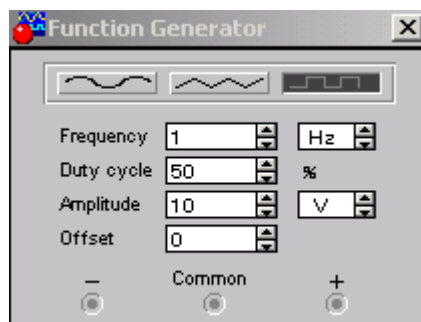 Function Generator
Frequency 1 Hz
Duty cycle 50 %
Amplitude 10 V
Offset 0
− Common +